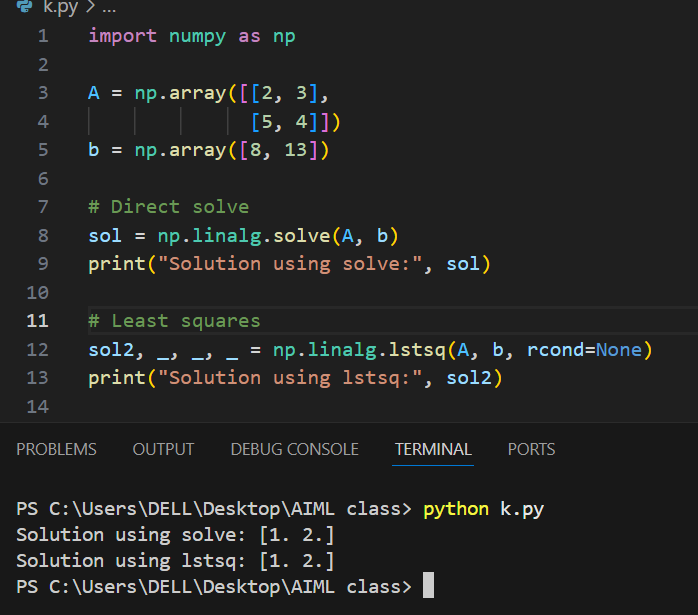 k.py > ...
1 import numpy as np
2
3 A = np.array([[2, 3],
4               [5, 4]])
5 b = np.array([8, 13])
6
7 # Direct solve
8 sol = np.linalg.solve(A, b)
9 print("Solution using solve:", sol)
10
11 # Least squares
12 sol2, _, _, _ = np.linalg.lstsq(A, b, rcond=None)
13 print("Solution using lstsq:", sol2)
14
PROBLEMS OUTPUT DEBUG CONSOLE TERMINAL PORTS
PS C:\Users\DELL\Desktop\AIML class> python k.py
Solution using solve: [1. 2.]
Solution using lstsq: [1. 2.]
PS C:\Users\DELL\Desktop\AIML class>